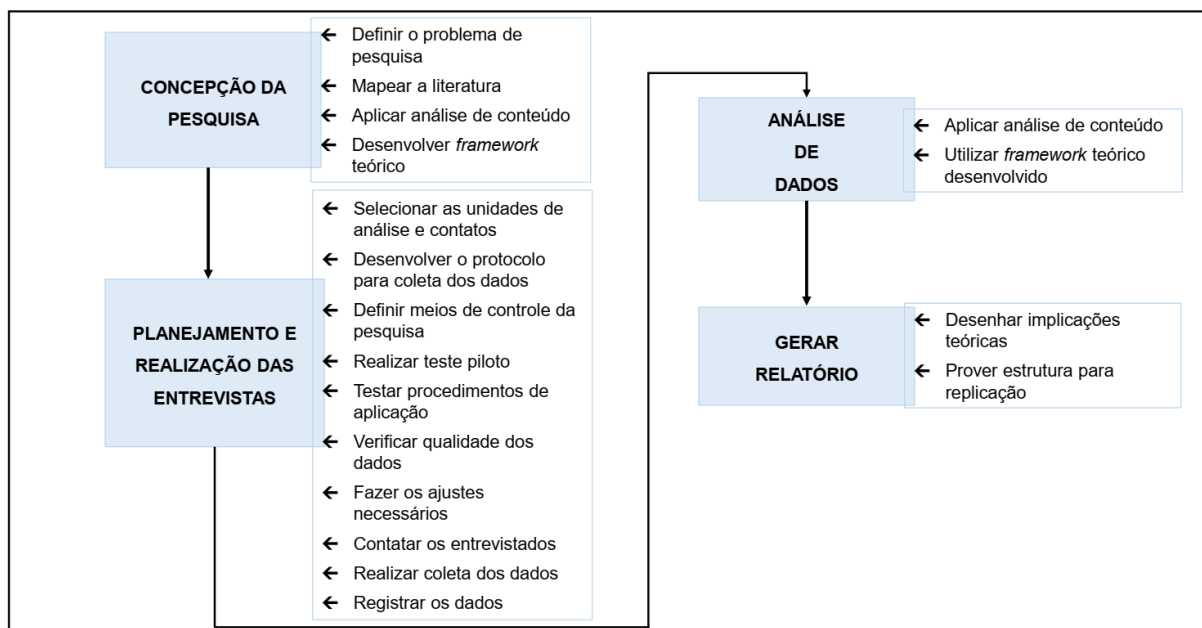 CONCEPÇÃO DA
PESQUISA
← Definir o problema de
pesquisa
← Mapear a literatura
← Aplicar análise de conteúdo
← Desenvolver framework
teórico
PLANEJAMENTO E
REALIZAÇÃO DAS
ENTREVISTAS
← Selecionar as unidades de
análise e contatos
← Desenvolver o protocolo
para coleta dos dados
← Definir meios de controle da
pesquisa
← Realizar teste piloto
← Testar procedimentos de
aplicação
← Verificar qualidade dos
dados
← Fazer os ajustes
necessários
← Contatar os entrevistados
← Realizar coleta dos dados
← Registrar os dados
ANÁLISE
DE
DADOS
← Aplicar análise de conteúdo
← Utilizar framework teórico
desenvolvido
GERAR
RELATÓRIO
← Desenhar implicações
teóricas
← Prover estrutura para
replicação